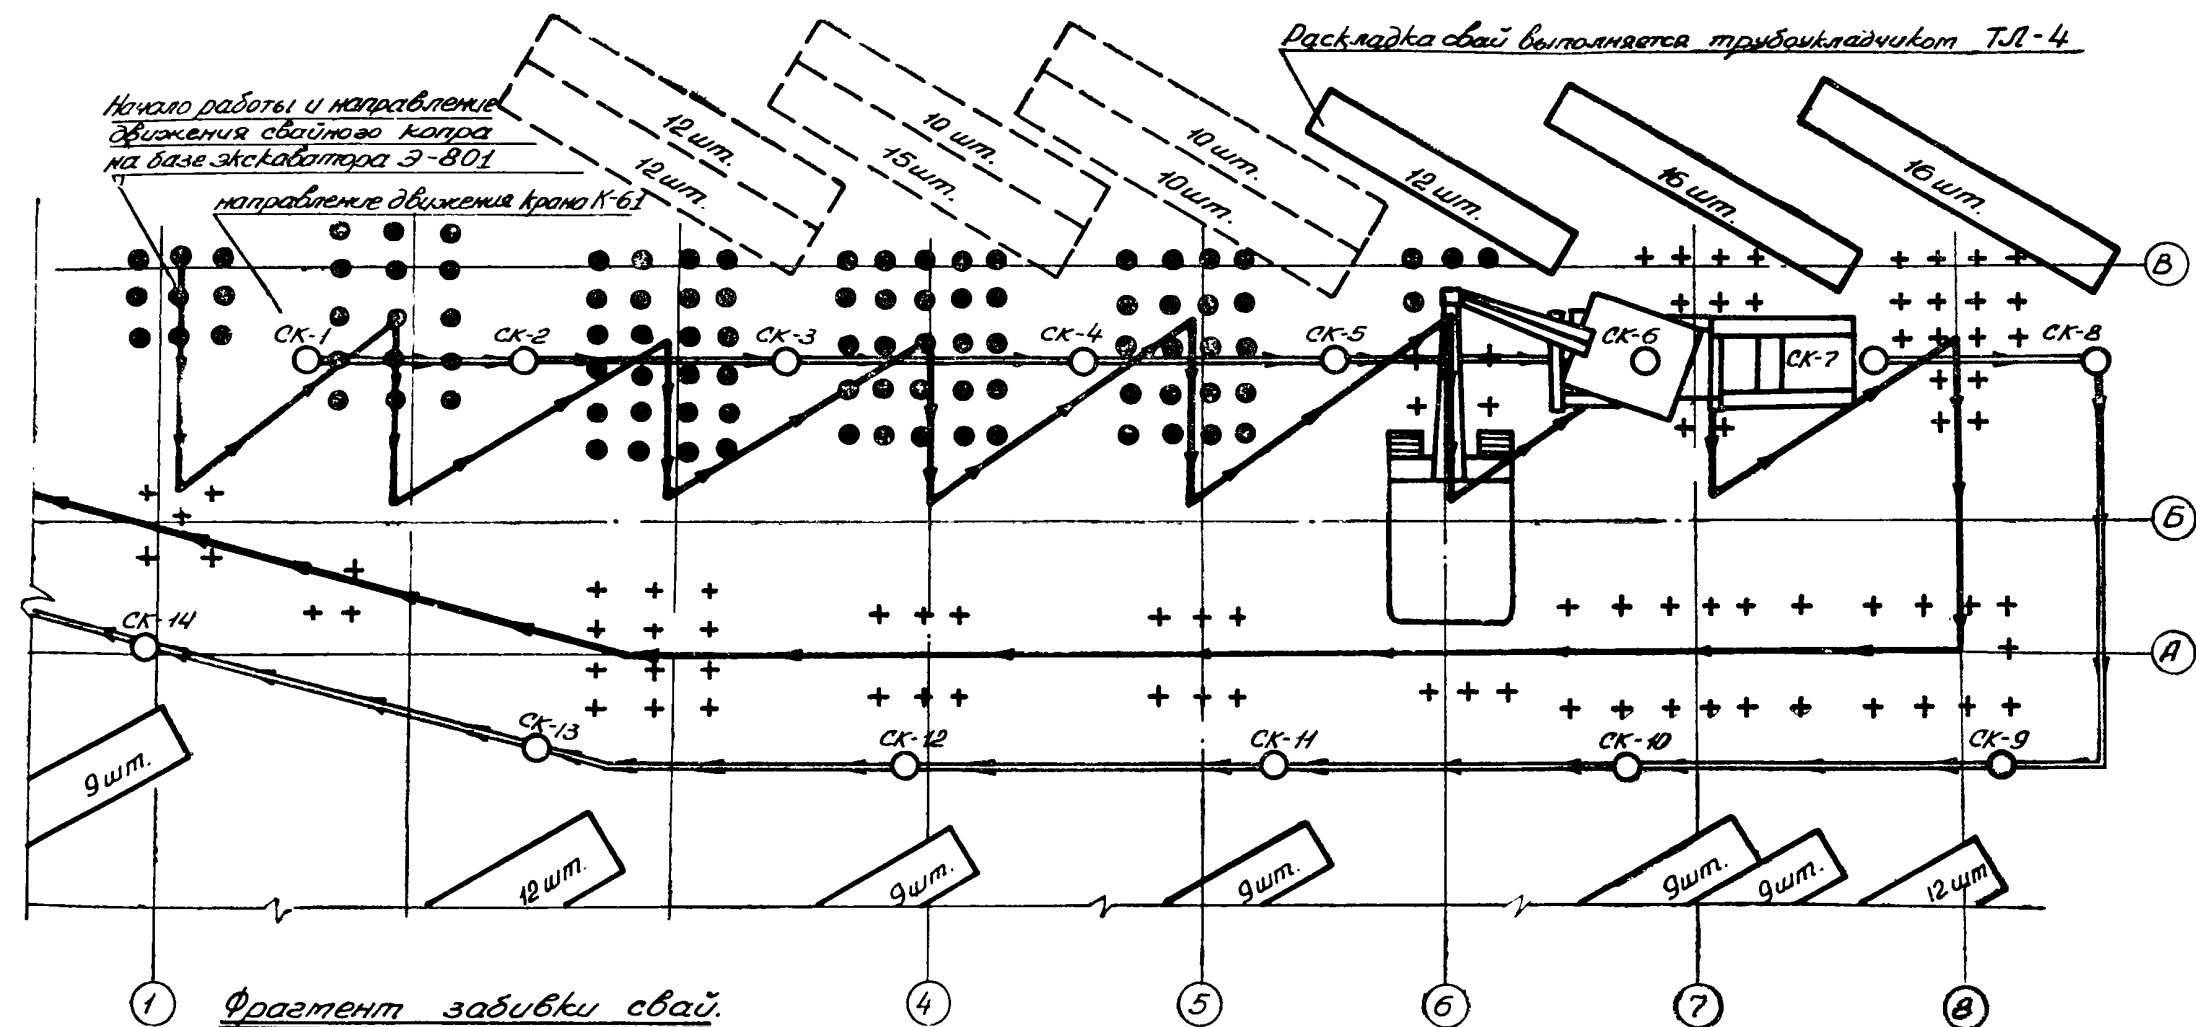 Раскладка свай выполняется трубоукладчиком ТЛ-4
Начало работы и направление
движения свайного копра
на базе экскаватора Э-801
направление движения крана К-61
12 шт.
12 шт.
10 шт.
15 шт.
10 шт.
10 шт.
12 шт.
16 шт.
16 шт.
В
СК-1
СК-2
СК-3
СК-4
СК-5
СК-6
СК-7
СК-8
Б
А
СК-14
СК-13
СК-12
СК-11
СК-10
СК-9
9 шт.
12 шт.
9 шт.
9 шт.
9 шт.
9 шт.
12 шт
1
4
5
6
7
8
Фрагмент забивки свай.